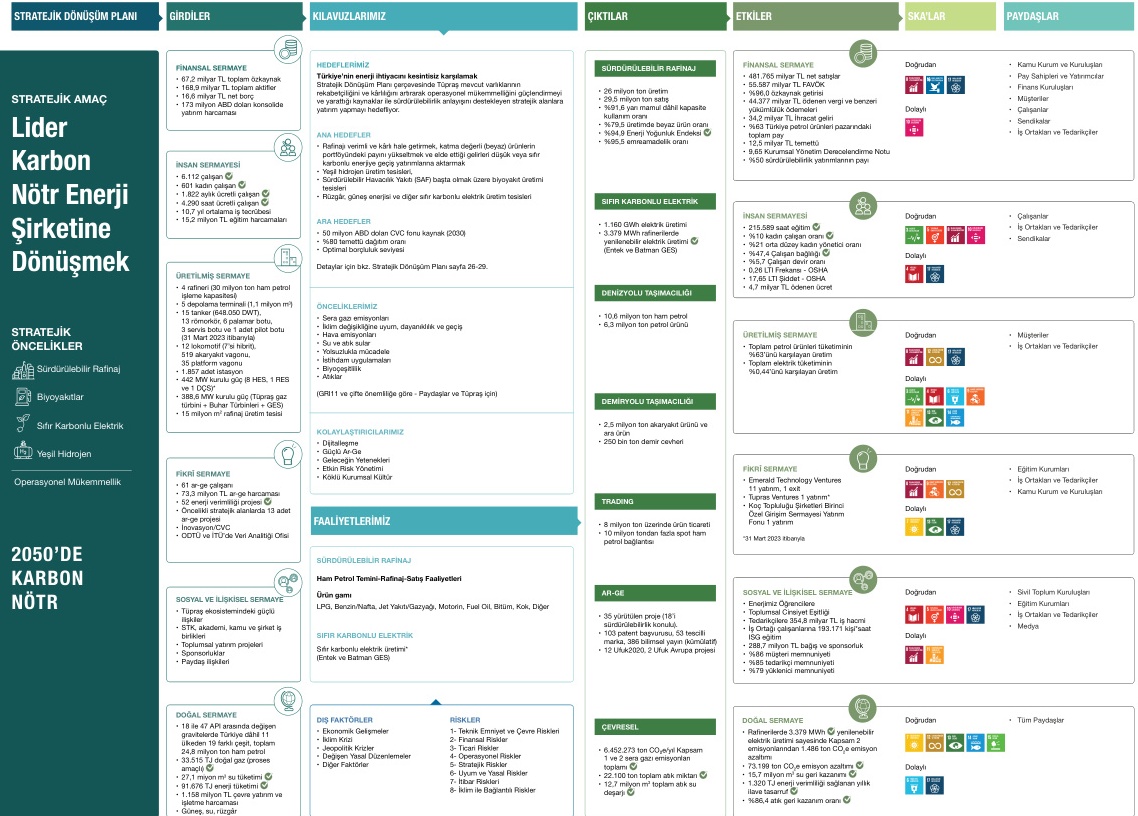 STRATEJİK DÖNÜŞÜM PLANI
GİRDİLER
KILAVUZLARIMIZ
ÇIKTILAR
ETKİLER
SKA'LAR
PAYDAŞLAR
STRATEJİK AMAÇ
Lider
Karbon
Nötr Enerji
Şirketine
Dönüşmek
STRATEJİK
ÖNCELİKLER
Sürdürülebilir Rafinaj
Biyoyakıtlar
Sıfır Karbonlu Elektrik
Yeşil Hidrojen
Operasyonel Mükemmellik
2050'DE
KARBON
NÖTR
FİNANSAL SERMAYE
• 67,2 milyar TL toplam özkaynak
• 168,9 milyar TL toplam aktifler
• 16,6 milyar TL net borç
• 173 milyon ABD doları konsolide
yatırım harcaması
İNSAN SERMAYESİ
• 6.112 çalışan
• 601 kadın çalışan
• 1.822 aylık ücretli çalışan
• 4.290 saat ücretli çalışan
• 10,7 yıl ortalama iş tecrübesi
• 15,2 milyon TL eğitim harcamaları
ÜRETİLMİŞ SERMAYE
• 4 rafineri (30 milyon ton ham petrol
işleme kapasitesi)
• 5 depolama terminali (1,1 milyon m³)
• 15 tanker (648.050 DWT),
13 römorkör, 6 palamar botu,
3 servis botu ve 1 adet pilot botu
(31 Mart 2023 itibarıyla)
• 12 lokomotif (7'si hibrit),
519 akaryakıt vagonu,
35 platform vagonu
• 1.857 adet istasyon
• 442 MW kurulu güç (8 HES, 1 RES
ve 1 DÇS)*
• 388,6 MW kurulu güç (Tüpraş gaz
türbini + Buhar Türbinleri + GES)
• 15 milyon m² rafinaj üretim tesisi
FİKRİ SERMAYE
• 61 ar-ge çalışanı
• 73,3 milyon TL ar-ge harcaması
• 52 enerji verimliliği projesi
• Öncelikli stratejik alanlarda 13 adet
ar-ge projesi
• İnovasyon/CVC
• ODTÜ ve İTÜ'de Veri Analitiği Ofisi
SOSYAL VE İLİŞKİSEL SERMAYE
• Tüpraş ekosistemindeki güçlü
ilişkiler
• STK, akademi, kamu ve şirket iş
birlikleri
• Toplumsal yatırım projeleri
• Sponsorluklar
• Paydaş ilişkileri
DOĞAL SERMAYE
• 18 ile 47 API arasında değişen
gravitelerde Türkiye dâhil 11
ülkeden 19 farklı çeşit, toplam
24,8 milyon ton ham petrol
• 33.515 TJ doğal gaz (proses
amaçlı)
• 27,1 miyon m³ su tüketimi
• 91.676 TJ enerji tüketimi
• 1.158 milyon TL çevre yatırım ve
işletme harcaması
• Güneş, su, rüzgâr
HEDEFLERİMİZ
Türkiye'nin enerji ihtiyacını kesintisiz karşılamak
Stratejik Dönüşüm Planı çerçevesinde Tüpraş mevcut varlıklarının
rekabetçiliğini ve kârlılığını artırarak operasyonel mükemmelliğini güçlendirmeyi
ve yarattığı kaynaklar ile sürdürülebilirlik anlayışını destekleyen stratejik alanlara
yatırım yapmayı hedefliyor.
ANA HEDEFLER
• Rafinajı verimli ve kârlı hale getirmek, katma değerli (beyaz) ürünlerin
portföyündeki payını yükseltmek ve elde ettiği gelirleri düşük veya sıfır
karbonlu enerjiye geçiş yatırımlarına aktarmak
• Yeşil hidrojen üretim tesisleri,
• Sürdürülebilir Havacılık Yakıtı (SAF) başta olmak üzere biyoyakıt üretimi
tesisleri
• Rüzgâr, güneş enerjisi ve diğer sıfır karbonlu elektrik üretim tesisleri
ARA HEDEFLER
• 50 milyon ABD doları CVC fonu kaynak (2030)
• %80 temettü dağıtım oranı
• Optimal borçluluk seviyesi
Detaylar için bkz. Stratejik Dönüşüm Planı sayfa 26-29.
ÖNCELİKLERİMİZ
• Sera gazı emisyonları
• İklim değişikliğine uyum, dayanıklılık ve geçiş
• Hava emisyonları
• Su ve atık sular
• Yolsuzlukla mücadele
• İstihdam uygulamaları
• Biyoçeşitlilik
• Atıklar
(GRI11 ve çifte önemliliğe göre - Paydaşlar ve Tüpraş için)
KOLAYLAŞTIRICILARIMIZ
• Dijitalleşme
• Güçlü Ar-Ge
• Geleceğin Yetenekleri
• Etkin Risk Yönetimi
• Köklü Kurumsal Kültür
FAALİYETLERİMİZ
SÜRDÜRÜLEBİLİR RAFİNAJ
Ham Petrol Temini-Rafinaj-Satış Faaliyetleri
Ürün gamı
LPG, Benzin/Nafta, Jet Yakıtı/Gazyağı, Motorin, Fuel Oil, Bitüm, Kok, Diğer
SIFIR KARBONLU ELEKTRİK
Sıfır karbonlu elektrik üretimi*
(Entek ve Batman GES)
DIŞ FAKTÖRLER
• Ekonomik Gelişmeler
• İklim Krizi
• Jeopolitik Krizler
• Değişen Yasal Düzenlemeler
• Diğer Faktörler
RİSKLER
1- Teknik Emniyet ve Çevre Riskleri
2- Finansal Riskler
3- Ticari Riskler
4- Operasyonel Riskler
5- Stratejik Riskler
6- Uyum ve Yasal Riskler
7- İtibar Riskleri
8- İklim ile Bağlantılı Riskler
SÜRDÜRÜLEBİLİR RAFİNAJ
• 26 milyon ton üretim
• 29,5 milyon ton satış
• %91,6 yarı mamul dâhil kapasite
kullanım oranı
• %79,5 üretimde beyaz ürün oranı
• %94,9 Enerji Yoğunluk Endeksi
• %95,5 emreamadelik oranı
SIFIR KARBONLU ELEKTRİK
• 1.160 GWh elektrik üretimi
• 3.379 MWh rafinerilerde
yenilenebilir elektrik üretimi
(Entek ve Batman GES)
DENİZYOLU TAŞIMACILIĞI
• 10,6 milyon ton ham petrol
• 6,3 milyon ton petrol ürünü
DEMİRYOLU TAŞIMACILIĞI
• 2,5 milyon ton akaryakıt ürünü ve
ara ürün
• 250 bin ton demir cevheri
TRADING
• 8 milyon ton üzerinde ürün ticareti
• 10 milyon tondan fazla spot ham
petrol bağlantısı
AR-GE
• 35 yürütülen proje (18'i
sürdürülebilirlik konulu).
• 103 patent başvurusu, 53 tescilli
marka, 386 bilimsel yayın (kümülatif)
• 12 Ufuk2020, 2 Ufuk Avrupa projesi
ÇEVRESEL
• 6.452.273 ton CO₂e/yıl Kapsam
1 ve 2 sera gazı emisyonları
toplamı
• 22.100 ton toplam atık miktarı
• 12,7 milyon m³ toplam atık su
deşarjı
FİNANSAL SERMAYE
• 481.765 milyar TL net satışlar
• 55.587 milyar TL FAVÖK
• %96,0 özkaynak getirisi
• 44.377 milyar TL ödenen vergi ve benzeri
yükümlülük ödemeleri
• 34,2 milyar TL İhracat geliri
• %63 Türkiye petrol ürünleri pazarındaki
toplam pay
• 12,5 milyar TL temettü
• 9,65 Kurumsal Yönetim Derecelendirme Notu
• %50 sürdürülebilirlik yatırımlarının payı
Doğrudan
Dolaylı
• Kamu Kurum ve Kuruluşları
• Pay Sahipleri ve Yatırımcılar
• Finans Kuruluşları
• Müşteriler
• Çalışanlar
• Sendikalar
• İş Ortakları ve Tedarikçiler
İNSAN SERMAYESİ
• 215.589 saat eğitim
• %10 kadın çalışan oranı
• %21 orta düzey kadın yönetici oranı
• %47,4 Çalışan bağlılığı
• %5,7 Çalışan devir oranı
• 0,26 LTI Frekansı - OSHA
• 17,65 LTI Şiddet - OSHA
• 4,7 milyar TL ödenen ücret
Doğrudan
Dolaylı
• Çalışanlar
• İş Ortakları ve Tedarikçiler
• Sendikalar
ÜRETİLMİŞ SERMAYE
• Toplam petrol ürünleri tüketiminin
%63'ünü karşılayan üretim
• Toplam elektrik tüketiminin
%0,44'ünü karşılayan üretim
Doğrudan
Dolaylı
• Müşteriler
• İş Ortakları ve Tedarikçiler
FİKRİ SERMAYE
• Emerald Technology Ventures
11 yatırım, 1 exit
• Tupras Ventures 1 yatırım*
• Koç Topluluğu Şirketleri Birinci
Özel Girişim Sermayesi Yatırım
Fonu 1 yatırım
*31 Mart 2023 itibarıyla
Doğrudan
Dolaylı
• Eğitim Kurumları
• İş Ortakları ve Tedarikçiler
• Kamu Kurum ve Kuruluşları
SOSYAL VE İLİŞKİSEL SERMAYE
• Enerjimiz Öğrencilere
• Toplumsal Cinsiyet Eşitliği
• Tedarikçilere 354,8 milyar TL iş hacmi
• İş Ortağı çalışanlarına 193.171 kişi*saat
ISG eğitim
• 288,7 milyon TL bağış ve sponsorluk
• %86 müşteri memnuniyeti
• %85 tedarikçi memnuniyeti
• %79 yüklenici memnuniyeti
Doğrudan
Dolaylı
• Sivil Toplum Kuruluşları
• Eğitim Kurumları
• İş Ortakları ve Tedarikçiler
• Medya
DOĞAL SERMAYE
• Rafinerilerde 3.379 MWh yenilenebilir
elektrik üretimi sayesinde Kapsam 2
emisyonlarından 1.486 ton CO₂e emisyon
azaltımı
• 73.199 ton CO₂e emisyon azaltımı
• 15,7 milyon m³ su geri kazanımı
• 1.320 TJ enerji verimliliği sağlanan yıllık
ilave tasarruf
• %86,4 atık geri kazanım oranı
Doğrudan
Dolaylı
• Tüm Paydaşlar